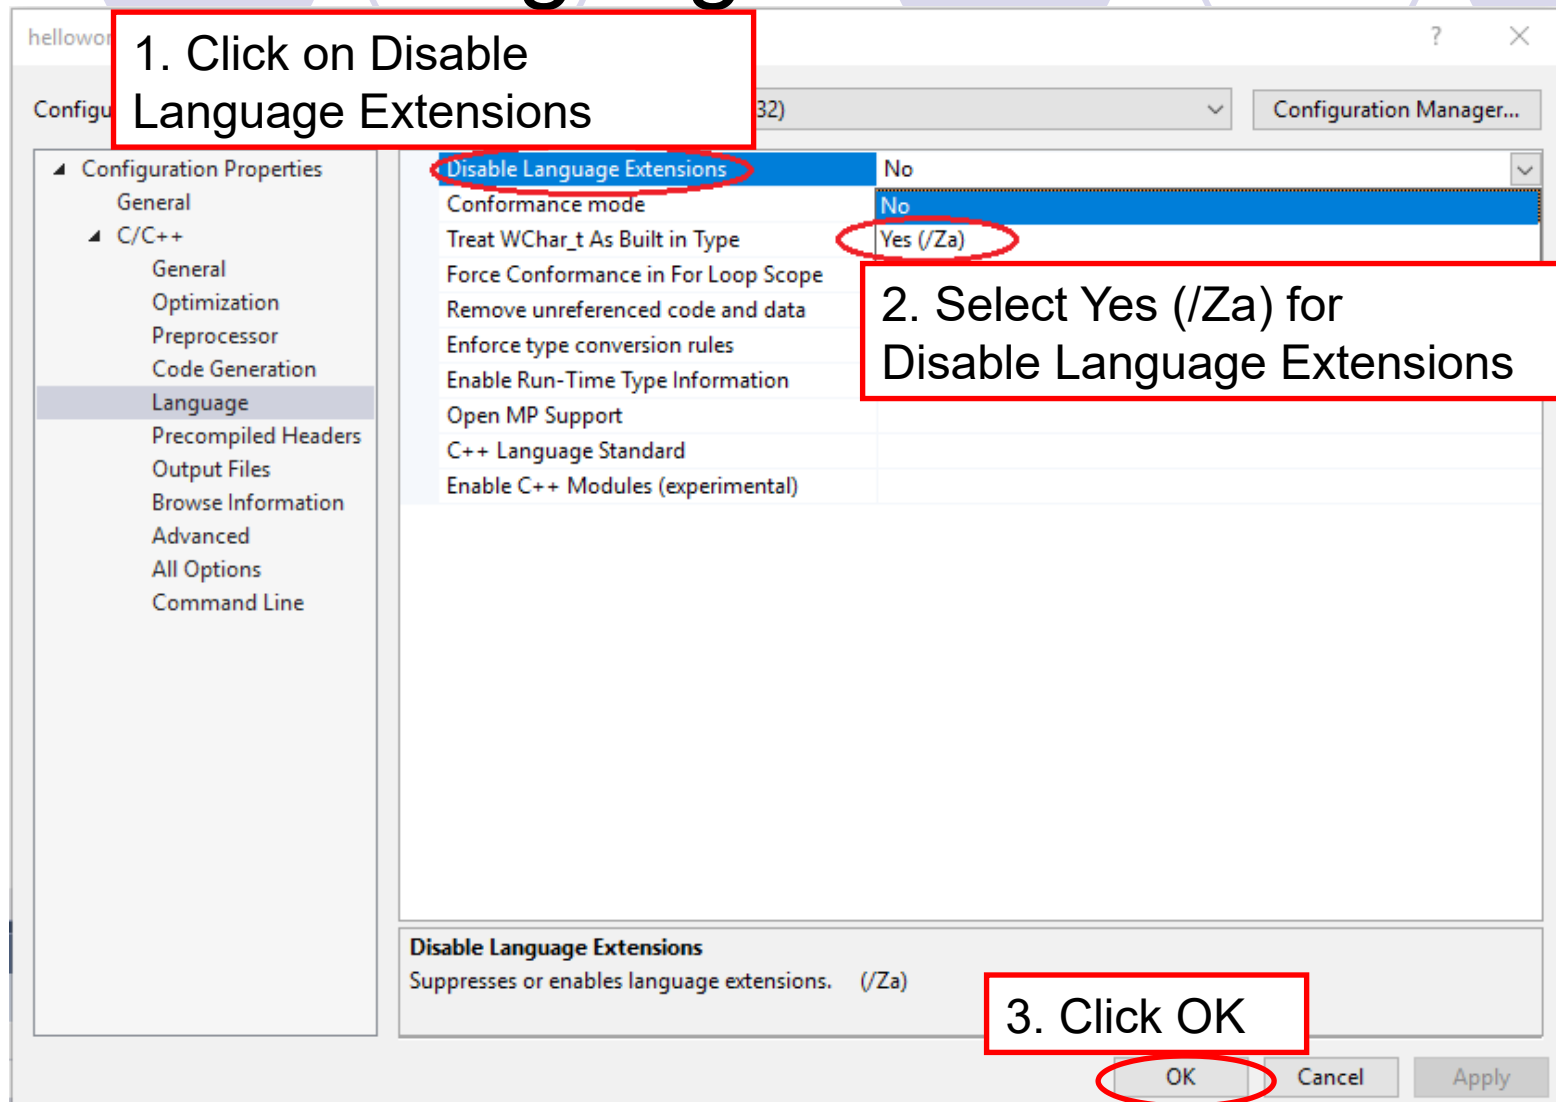 hellowor
?
1. Click on Disable
Language Extensions
Configu
32)
Configuration Manager...
Configuration Properties
General
C/C++
General
Optimization
Preprocessor
Code Generation
Language
Precompiled Headers
Output Files
Browse Information
Advanced
All Options
Command Line
Disable Language Extensions No
Conformance mode No
Treat WChar_t As Built in Type Yes (/Za)
Force Conformance in For Loop Scope
Remove unreferenced code and data
Enforce type conversion rules
Enable Run-Time Type Information
Open MP Support
C++ Language Standard
Enable C++ Modules (experimental)
2. Select Yes (/Za) for
Disable Language Extensions
Disable Language Extensions
Suppresses or enables language extensions. (/Za)
3. Click OK
OK Cancel Apply